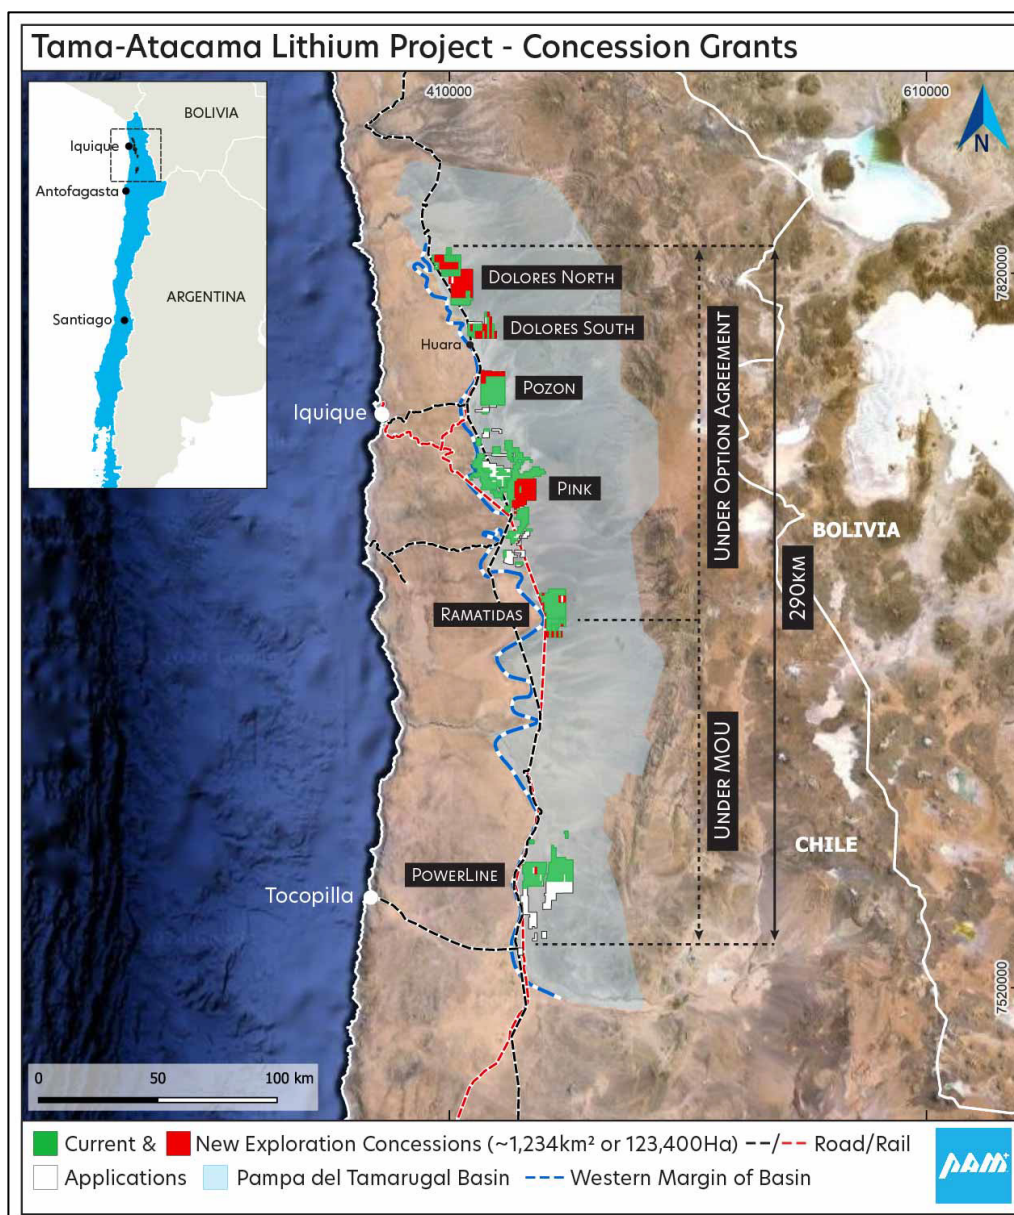 Tama-Atacama Lithium Project - Concession Grants
410000
610000
BOLIVIA
Iquique
Antofagasta
ARGENTINA
Santiago
N
7820000
Dolores North
Dolores South
Huara
Pozon
Iquique
Under Option Agreement
Pink
BOLIVIA
290km
Ramatidas
Under MOU
CHILE
PowerLine
Tocopilla
7520000
0 50 100 km
Current & New Exploration Concessions (~1,234km² or 123,400Ha) Road/Rail
Applications Pampa del Tamarugal Basin Western Margin of Basin
PAM+